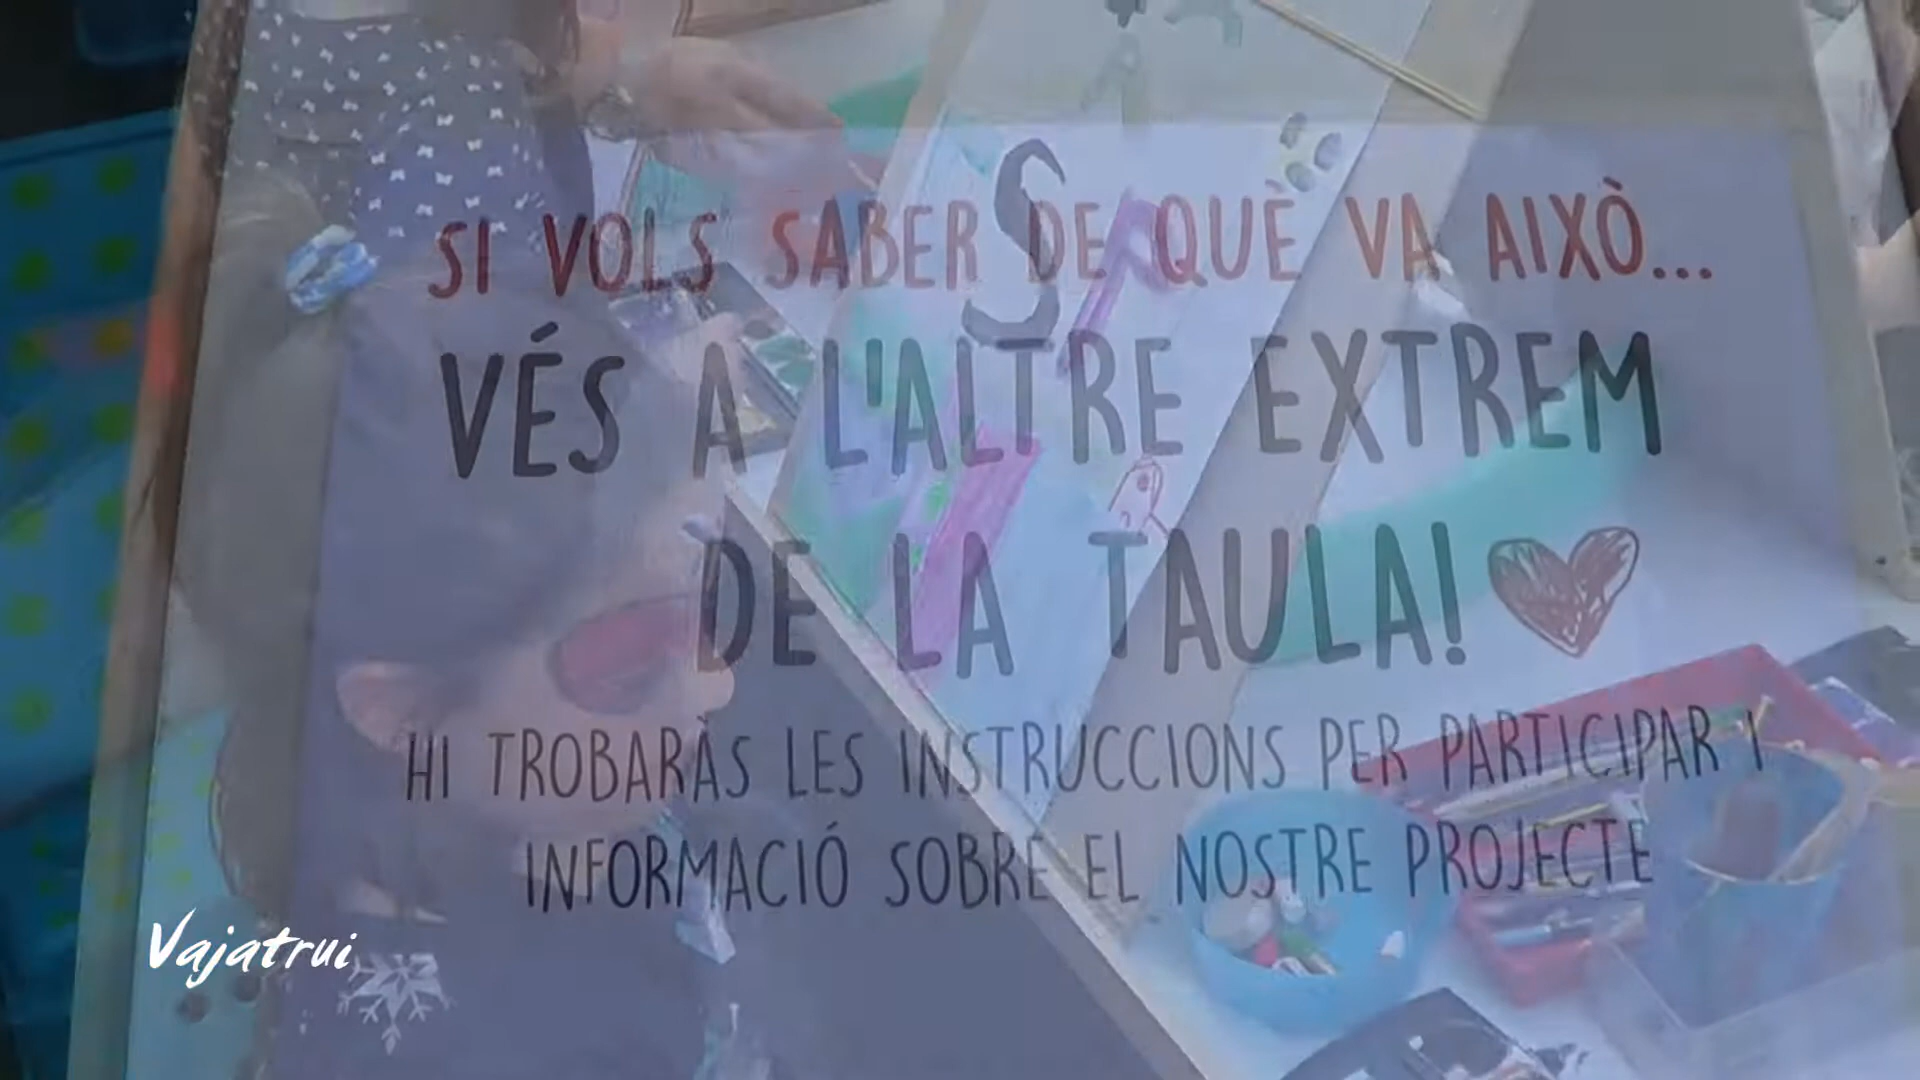 SI VOLS SABER DE QUÈ VA AIXÒ...
VÉS A L'ALTRE EXTREM
DE LA TAULA!
HI TROBARÀS LES INSTRUCCIONS PER PARTICIPAR I
INFORMACIÓ SOBRE EL NOSTRE PROJECTE
Vajatrui